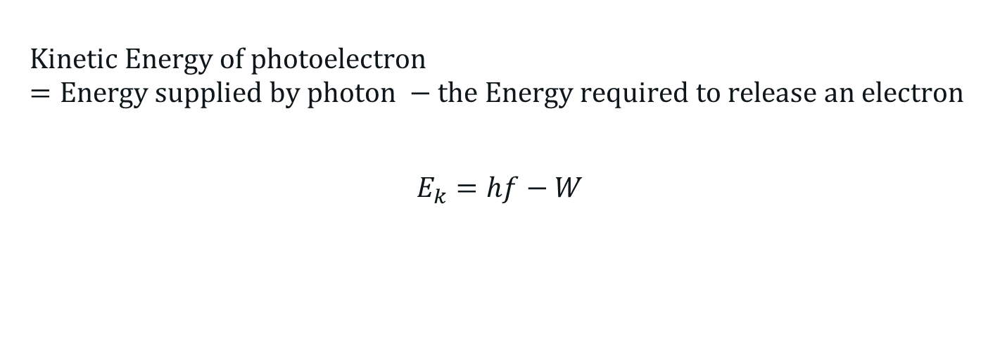 Kinetic Energy of photoelectron
= Energy supplied by photon − the Energy required to release an electron
E_k = hf − W